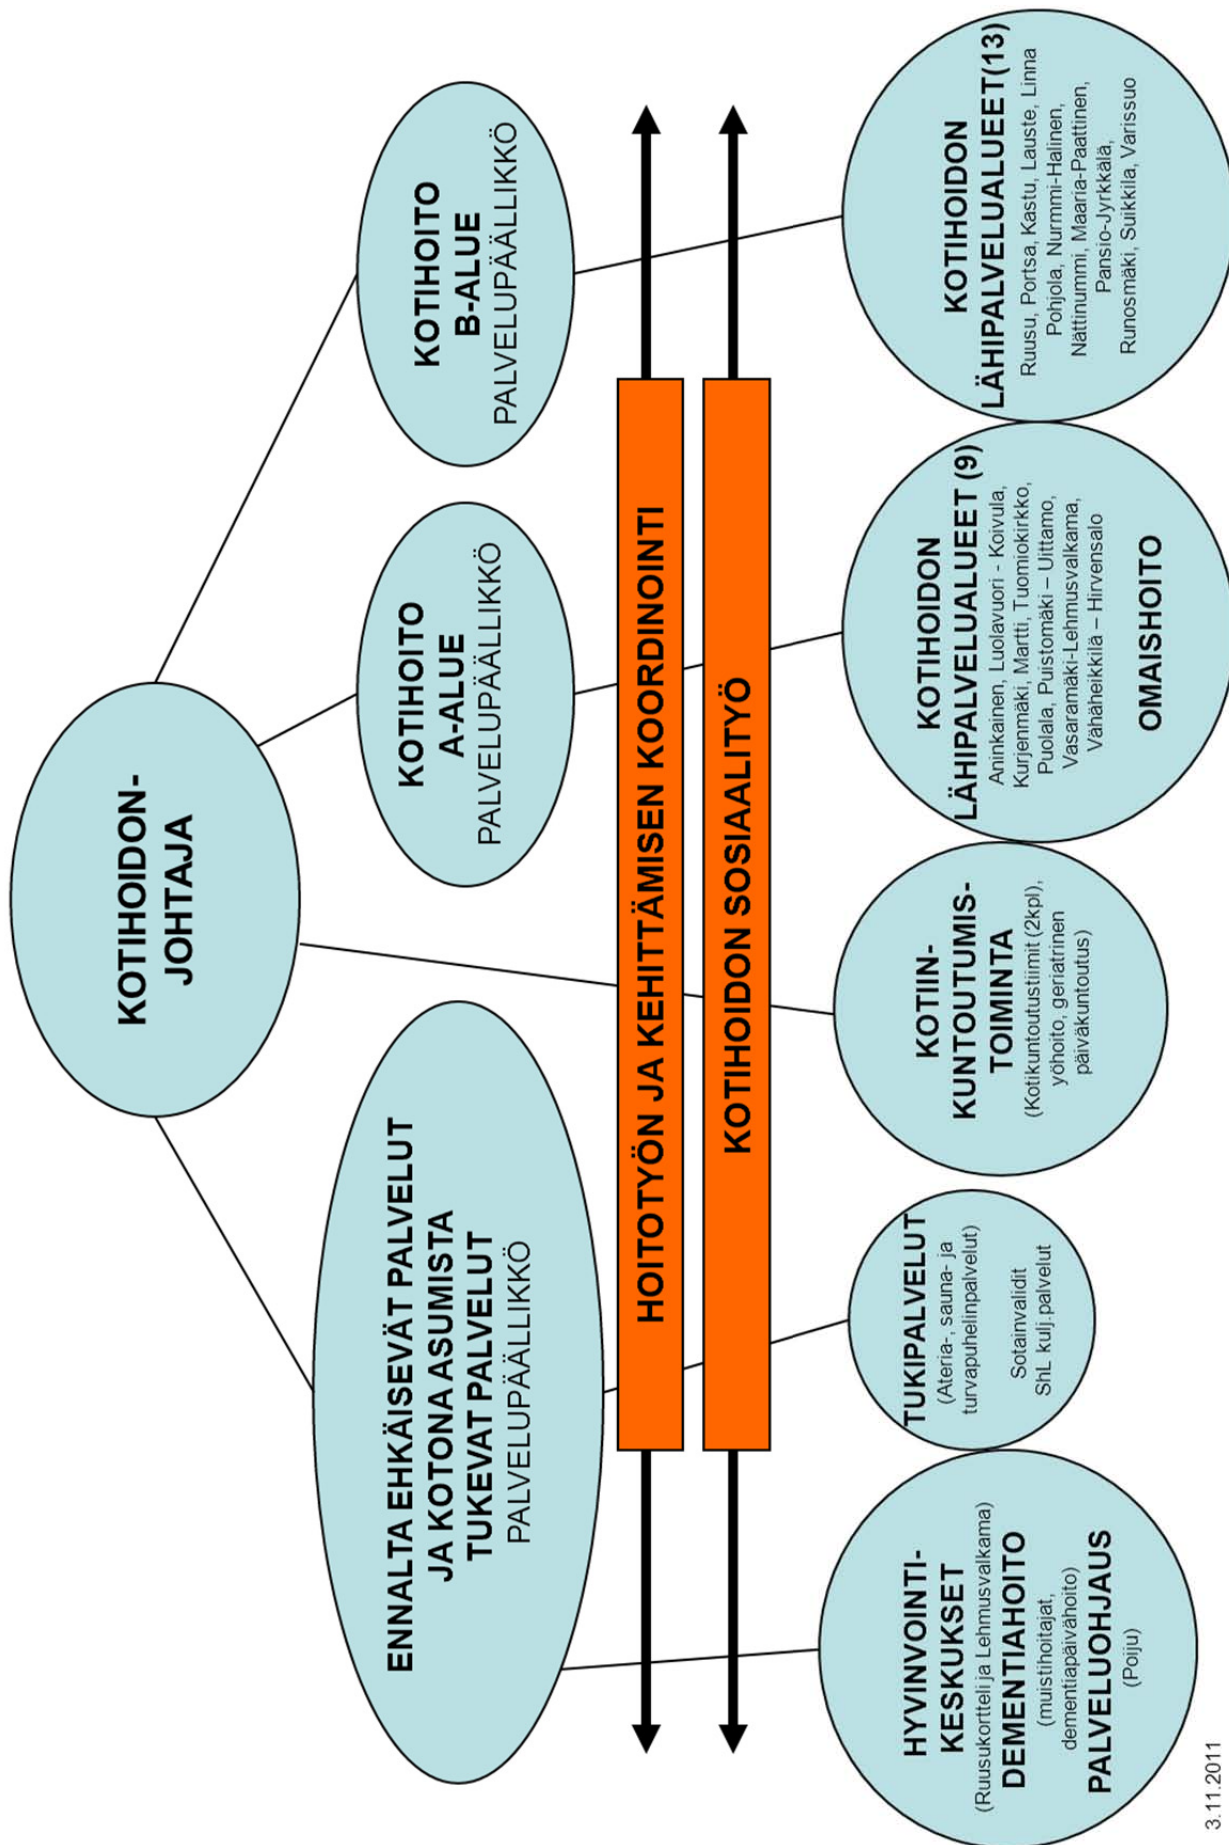 KOTIHOIDON-
JOHTAJA
ENNALTA EHKÄISEVÄT PALVELUT
JA KOTONA ASUMISTA
TUKEVAT PALVELUT
PALVELUPÄÄLLIKKÖ
KOTIHOITO
A-ALUE
PALVELUPÄÄLLIKKÖ
KOTIHOITO
B-ALUE
PALVELUPÄÄLLIKKÖ
HOITOTYÖN JA KEHITTÄMISEN KOORDINOINTI
KOTIHOIDON SOSIAALITYÖ
HYVINVOINTI-
KESKUKSET
(Ruusukortteli ja Lehmusvalkama)
DEMENTIAHOITO
(muistihoitajat,
dementiapäivähoito)
PALVELUOHJAUS
(Poiju)
TUKIPALVELUT
(Ateria-, sauna- ja
turvapuhelinpalvelut)
Sotainvalidit
ShL kulj.palvelut
KOTIIN-
KUNTOUTUMIS-
TOIMINTA
(Kotikuntoutustiimit (2kpl),
yöhoito, geriatrinen
päiväkuntoutus)
KOTIHOIDON
LÄHIPALVELUALUEET (9)
Aninkainen, Luolavuori - Koivula,
Kurjenmäki, Martti, Tuomiokirkko,
Puolala, Puistomäki – Uittamo,
Vasaramäki-Lehmusvalkama,
Vähäheikkilä – Hirvensalo
OMAISHOITO
KOTIHOIDON
LÄHIPALVELUALUEET(13)
Ruusu, Portsa, Kastu, Lauste, Linna
Pohjola, Nurmmi-Halinen,
Nättinummi, Maaria-Paattinen,
Pansio-Jyrkkälä,
Runosmäki, Suikkila, Varissuo
3.11.2011